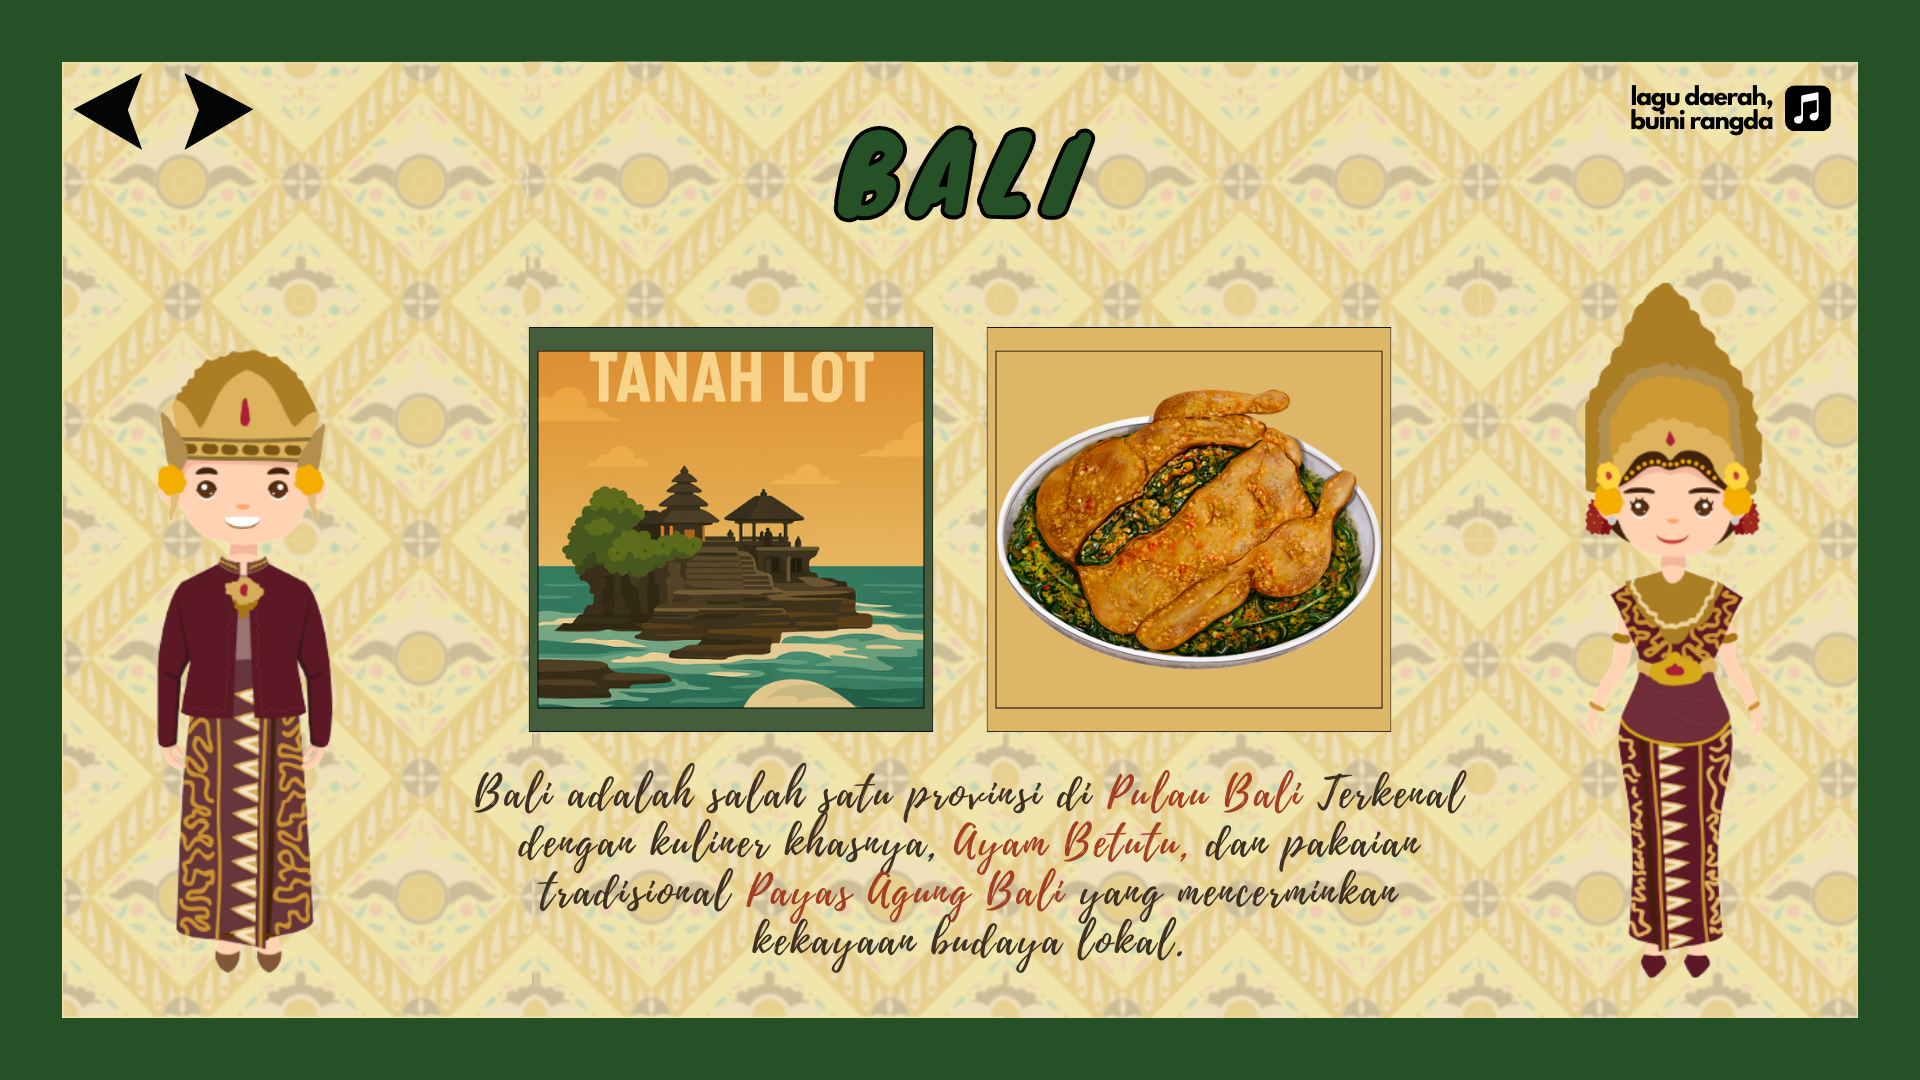 lagu daerah,
buini rangda
BALI
TANAH LOT
Bali adalah salah satu provinsi di Pulau Bali Terkenal
dengan kuliner khasnya, Ayam Betutu, dan pakaian
tradisional Payas Agung Bali yang mencerminkan
kekayaan budaya lokal.